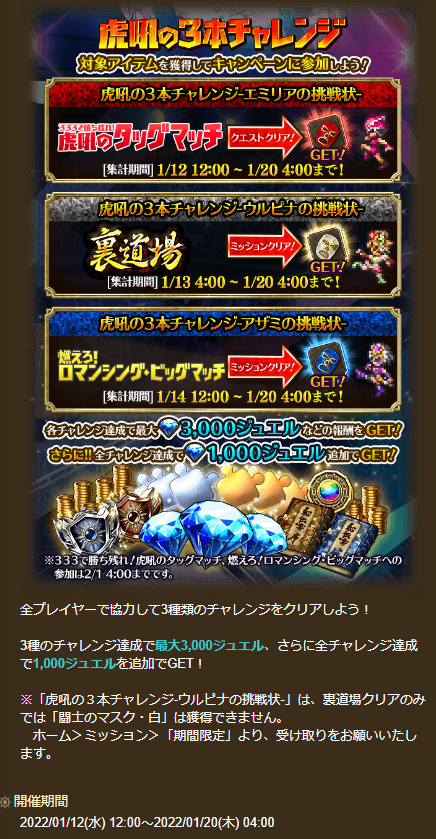 虎吼の3本チャレンジ
対象アイテムを獲得してキャンペーンに参加しよう！
虎吼の3本チャレンジ-エミリアの挑戦状-
333で勝ち残れ！
虎吼のタッグマッチ
クエストクリア！
GET！
[集計期間] 1/12 12:00 ~ 1/20 4:00まで！
虎吼の３本チャレンジ-ウルピナの挑戦状-
裏道場
ミッションクリア！
GET！
[集計期間] 1/13 4:00 ~ 1/20 4:00まで！
虎吼の3本チャレンジ-アザミの挑戦状-
燃えろ！
ロマンシング・ビッグマッチ
ミッションクリア！
GET！
[集計期間] 1/14 12:00 ~ 1/20 4:00まで！
各チャレンジ達成で最大3,000ジュエルなどの報酬をGET！
さらに!!全チャレンジ達成で1,000ジュエル追加でGET！
※３３３で勝ち残れ！虎吼のタッグマッチ、燃えろ！ロマンシング・ビッグマッチへの
参加は2/1 4:00までです。
全プレイヤーで協力して3種類のチャレンジをクリアしよう！
3種のチャレンジ達成で最大3,000ジュエル、さらに全チャレンジ達成
で1,000ジュエルを追加でGET！
※「虎吼の３本チャレンジ-ウルピナの挑戦状-」は、裏道場クリアのみ
では「闘士のマスク・白」は獲得できません。
ホーム＞ミッション＞「期間限定」より、受け取りをお願いいたし
ます。
開催期間
2022/01/12(水) 12:00～2022/01/20(木) 04:00